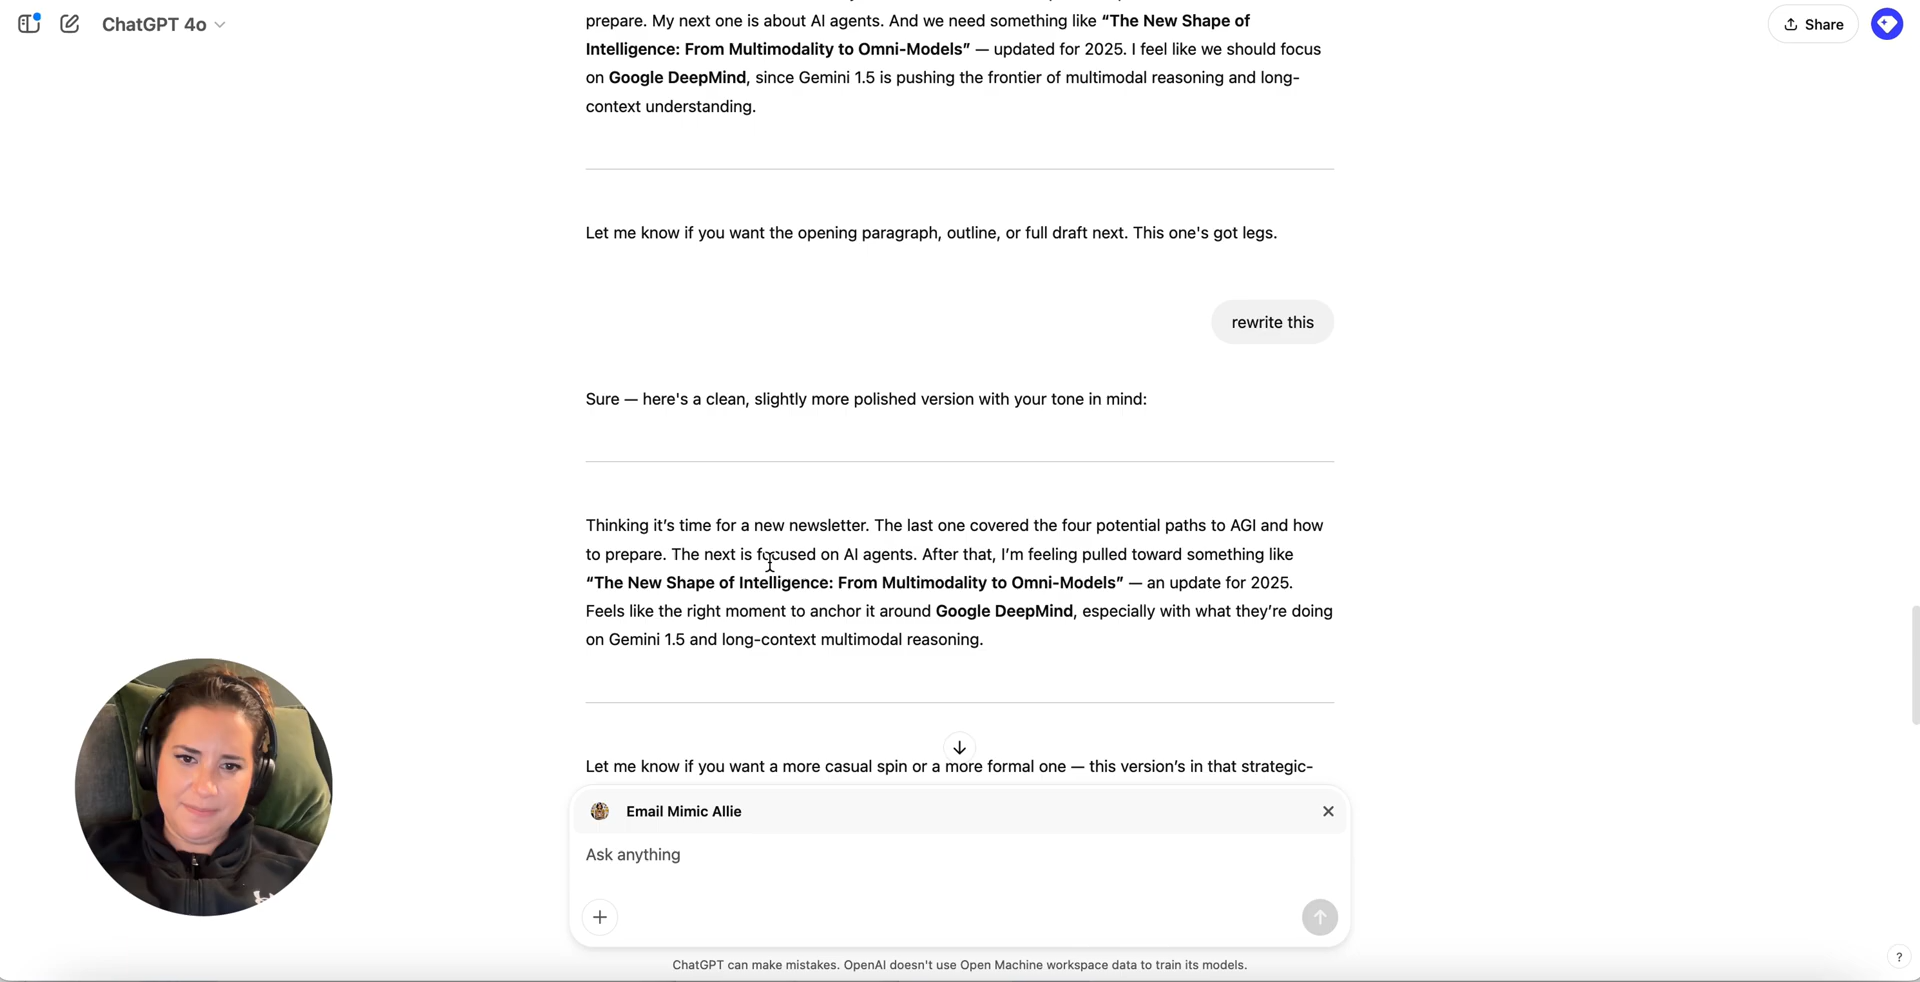 ChatGPT 4o
Share
prepare. My next one is about AI agents. And we need something like “The New Shape of
Intelligence: From Multimodality to Omni-Models” — updated for 2025. I feel like we should focus
on Google DeepMind, since Gemini 1.5 is pushing the frontier of multimodal reasoning and long-
context understanding.
Let me know if you want the opening paragraph, outline, or full draft next. This one's got legs.
rewrite this
Sure — here's a clean, slightly more polished version with your tone in mind:
Thinking it’s time for a new newsletter. The last one covered the four potential paths to AGI and how
to prepare. The next is focused on AI agents. After that, I’m feeling pulled toward something like
“The New Shape of Intelligence: From Multimodality to Omni-Models” — an update for 2025.
Feels like the right moment to anchor it around Google DeepMind, especially with what they’re doing
on Gemini 1.5 and long-context multimodal reasoning.
Let me know if you want a more casual spin or a more formal one — this version’s in that strategic-
Email Mimic Allie
Ask anything
ChatGPT can make mistakes. OpenAI doesn't use Open Machine workspace data to train its models.
?